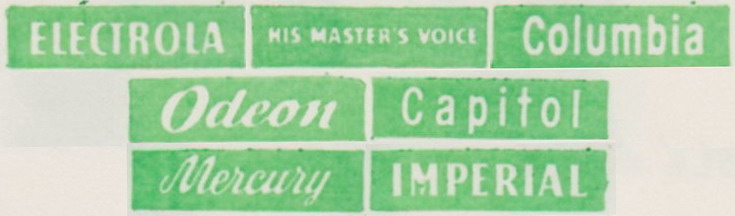 ELECTROLA HIS MASTER'S VOICE Columbia
Odeon Capitol
Mercury IMPERIAL